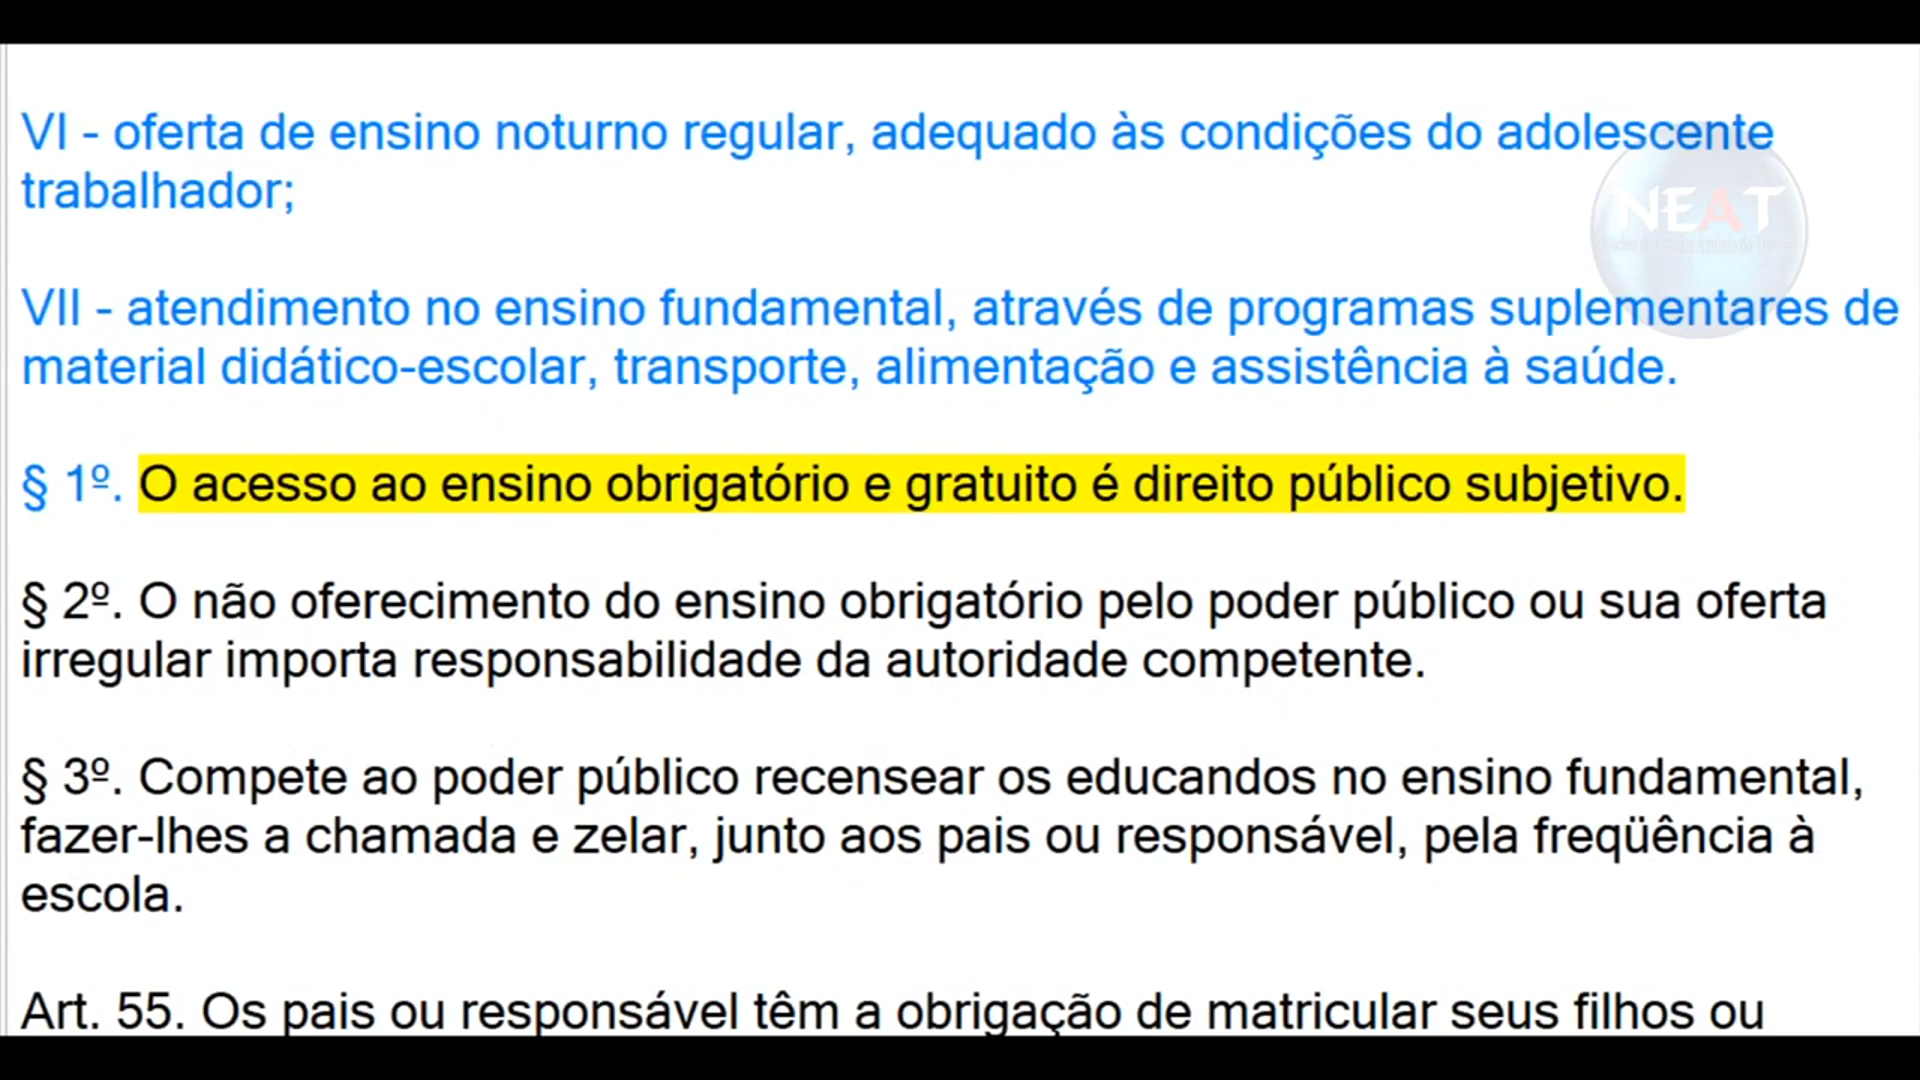 VI - oferta de ensino noturno regular, adequado às condições do adolescente
trabalhador;
NEAT
VII - atendimento no ensino fundamental, através de programas suplementares de
material didático-escolar, transporte, alimentação e assistência à saúde.
§ 1º. O acesso ao ensino obrigatório e gratuito é direito público subjetivo.
§ 2º. O não oferecimento do ensino obrigatório pelo poder público ou sua oferta
irregular importa responsabilidade da autoridade competente.
§ 3º. Compete ao poder público recensear os educandos no ensino fundamental,
fazer-lhes a chamada e zelar, junto aos pais ou responsável, pela freqüência à
escola.
Art. 55. Os pais ou responsável têm a obrigação de matricular seus filhos ou